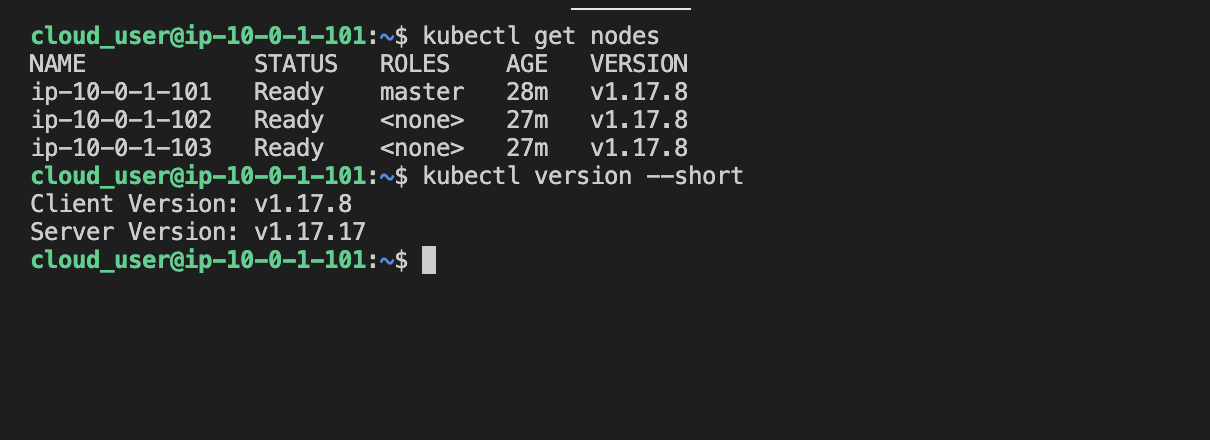 cloud_user@ip-10-0-1-101:~$ kubectl get nodes
NAME            STATUS   ROLES    AGE   VERSION
ip-10-0-1-101   Ready    master   28m   v1.17.8
ip-10-0-1-102   Ready    <none>   27m   v1.17.8
ip-10-0-1-103   Ready    <none>   27m   v1.17.8
cloud_user@ip-10-0-1-101:~$ kubectl version --short
Client Version: v1.17.8
Server Version: v1.17.17
cloud_user@ip-10-0-1-101:~$